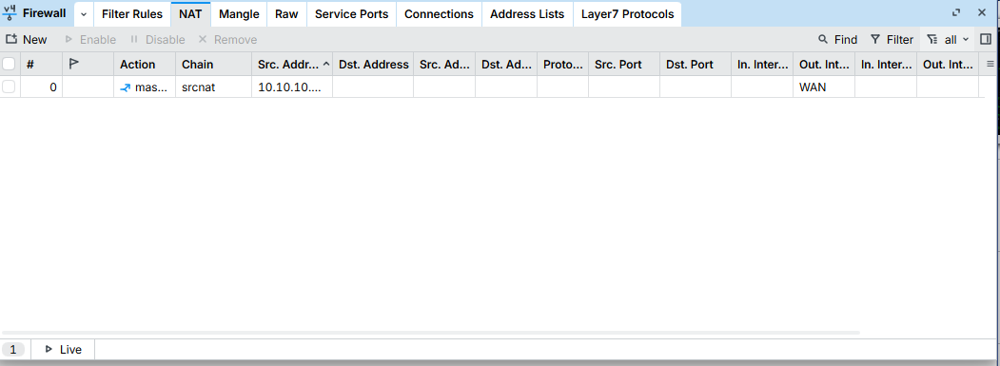 v4 Firewall Filter Rules NAT Mangle Raw Service Ports Connections Address Lists Layer7 Protocols
New Enable Disable Remove Find Filter all
# Action Chain Src. Addr... Dst. Address Src. Ad... Dst. Ad... Proto... Src. Port Dst. Port In. Inter... Out. Int... In. Inter... Out. Int...
0 mas... srcnat 10.10.10.... WAN
1 Live